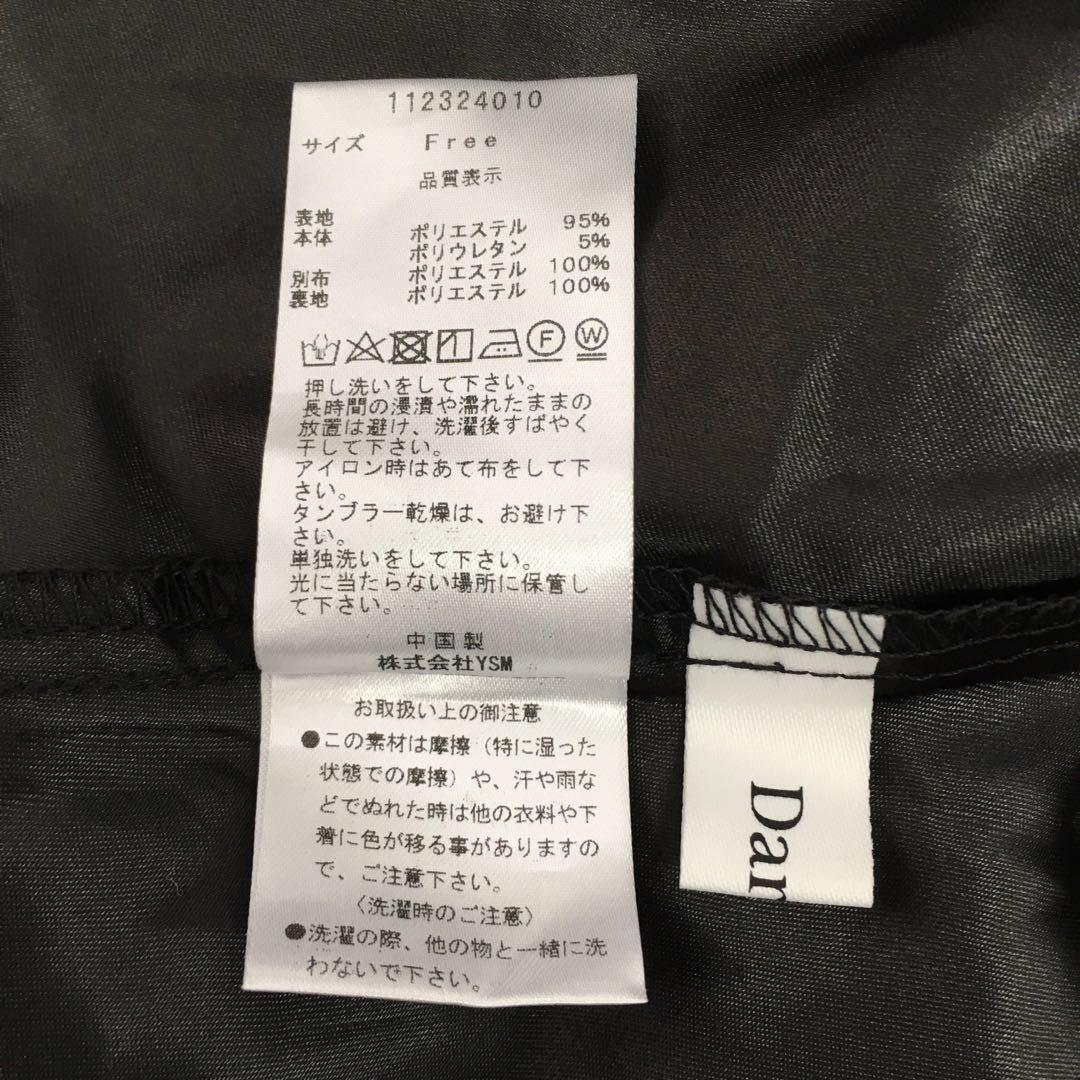 112324010
サイズ Free
品質表示
表地
本体 ポリエステル 95%
ポリウレタン 5%
別布 ポリエステル 100%
裏地 ポリエステル 100%
F W
押し洗いをして下さい。
長時間の浸漬や濡れたままの
放置は避け、洗濯後すばやく
干して下さい。
アイロン時はあて布をして下
さい。
タンブラー乾燥は、お避け下
さい。
単独洗いをして下さい。
光に当たらない場所に保管し
て下さい。
中国製
株式会社YSM
お取扱い上の御注意
●この素材は摩擦（特に湿った
状態での摩擦）や、汗や雨な
どでぬれた時は他の衣料や下
着に色が移る事がありますの
で、ご注意下さい。
〈洗濯時のご注意〉
●洗濯の際、他の物と一緒に洗
わないで下さい。
Dar